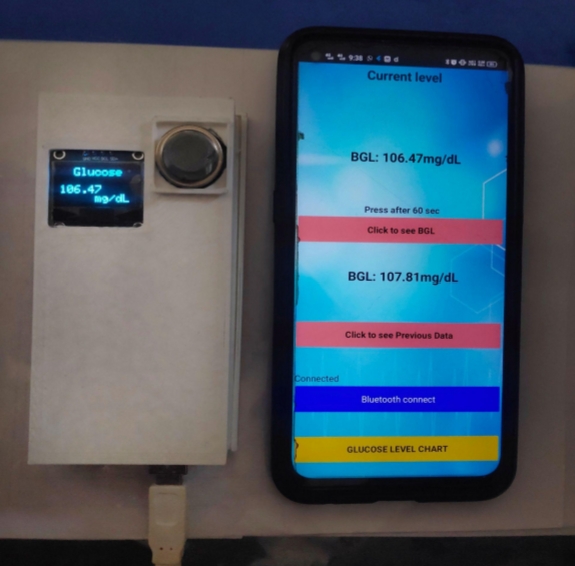 Glucose
106.47
mg/dL
9:38
Current level
BGL: 106.47mg/dL
Press after 60 sec
Click to see BGL
BGL: 107.81mg/dL
Click to see Previous Data
Connected
Bluetooth connect
GLUCOSE LEVEL CHART